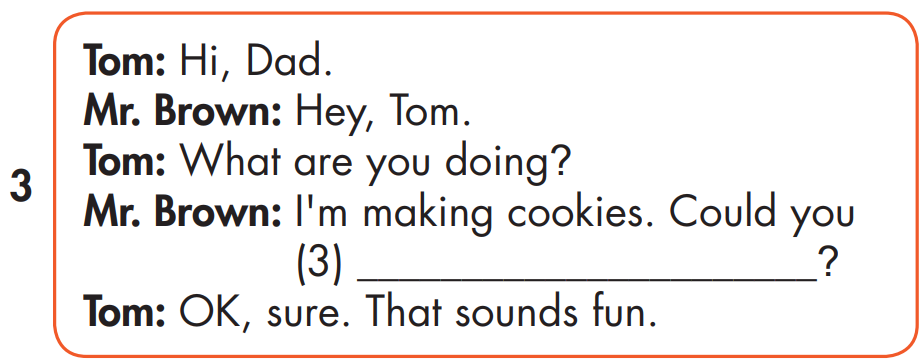 Tom: Hi, Dad.
Mr. Brown: Hey, Tom.
Tom: What are you doing?
3
Mr. Brown: I'm making cookies. Could you
(3) ______________________?
Tom: OK, sure. That sounds fun.